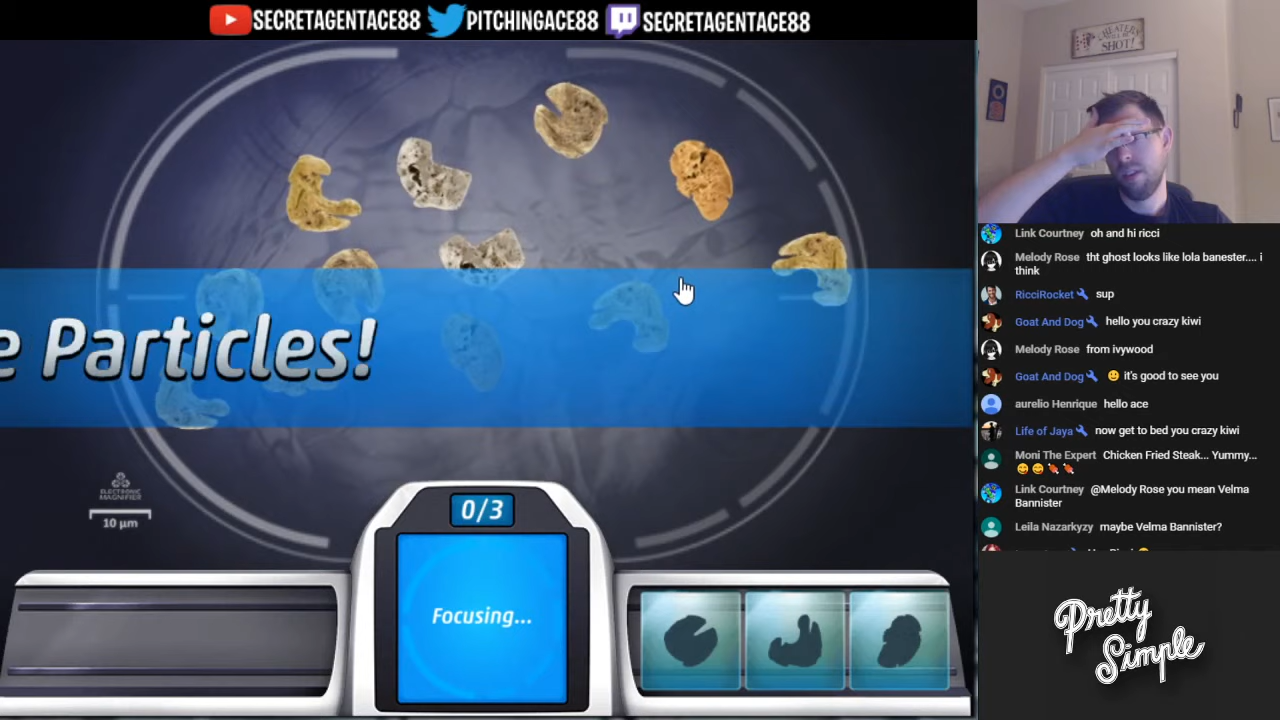 SECRETAGENTACE88 PITCHINGACE88 SECRETAGENTACE88
SHOT!
e Particles!
ELECTRONIC
MAGNIFIER
10 μm
0/3
Focusing...
Link Courtney oh and hi ricci
Melody Rose tht ghost looks like lola banester.... i
think
RicciRocket sup
Goat And Dog hello you crazy kiwi
Melody Rose from ivywood
Goat And Dog 🙂 it's good to see you
aurelio Henrique hello ace
Life of Jaya now get to bed you crazy kiwi
Moni The Expert Chicken Fried Steak... Yummy...
Link Courtney @Melody Rose you mean Velma
Bannister
Leila Nazarkyzy maybe Velma Bannister?
Pretty
Simple